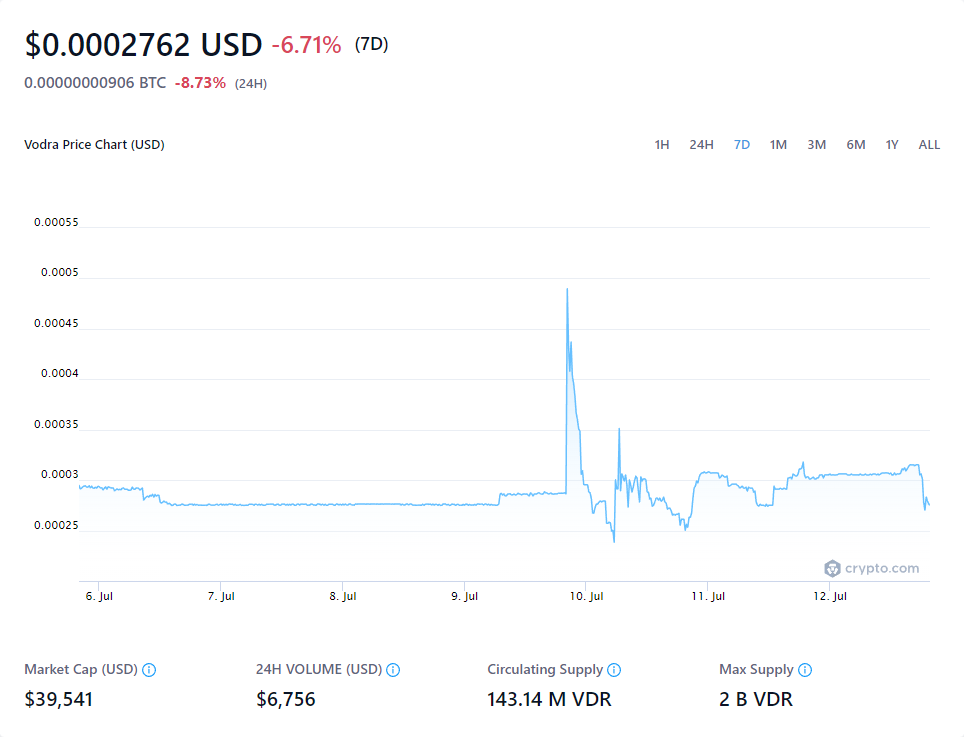 $0.0002762 USD -6.71% (7D)
0.00000000906 BTC -8.73% (24H)
Vodra Price Chart (USD)
1H 24H 7D 1M 3M 6M 1Y ALL
0.00055
0.0005
0.00045
0.0004
0.00035
0.0003
0.00025
crypto.com
6. Jul 7. Jul 8. Jul 9. Jul 10. Jul 11. Jul 12. Jul
Market Cap (USD) 24H VOLUME (USD) Circulating Supply Max Supply
$39,541 $6,756 143.14 M VDR 2 B VDR